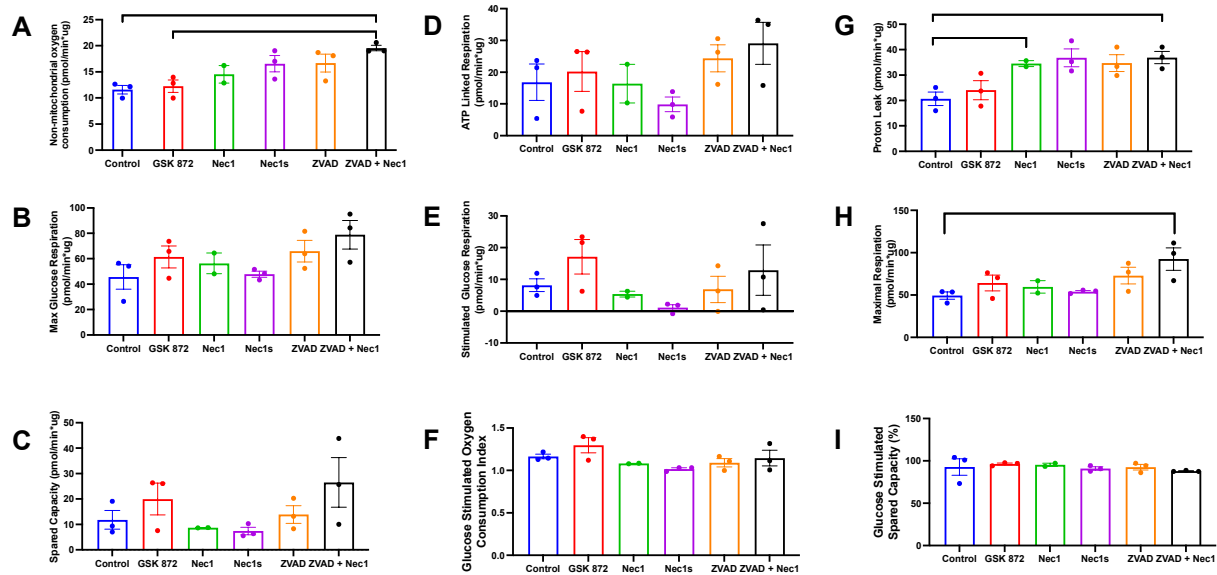 A
Non-mitochondrial oxygen
consumption (pmol/min*ug)
25
20
15
10
5
0
Control
GSK 872
Nec1
Nec1s
ZVAD
ZVAD + Nec1
D
ATP Linked Respiration
(pmol/min*ug)
40
30
20
10
0
Control
GSK 872
Nec1
Nec1s
ZVAD
ZVAD + Nec1
G
Proton Leak (pmol/min*ug)
50
40
30
20
10
0
Control
GSK 872
Nec1
Nec1s
ZVAD
ZVAD + Nec1
B
Max Glucose Respiration
(pmol/min*ug)
100
80
60
40
20
0
Control
GSK 872
Nec1
Nec1s
ZVAD
ZVAD + Nec1
E
Stimulated Glucose Respiration
(pmol/min*ug)
30
20
10
0
-10
Control
GSK 872
Nec1
Nec1s
ZVAD
ZVAD + Nec1
H
Maximal Respiration
(pmol/min*ug)
150
100
50
0
Control
GSK 872
Nec1
Nec1s
ZVAD
ZVAD + Nec1
C
Spared Capacity (pmol/min*ug)
50
40
30
20
10
0
Control
GSK 872
Nec1
Nec1s
ZVAD
ZVAD + Nec1
F
Glucose Stimulated Oxygen
Consumption Index
1.5
1.0
0.5
0.0
Control
GSK 872
Nec1
Nec1s
ZVAD
ZVAD + Nec1
I
Glucose Stimulated
Spared Capacity (%)
150
100
50
0
Control
GSK 872
Nec1
Nec1s
ZVAD
ZVAD + Nec1